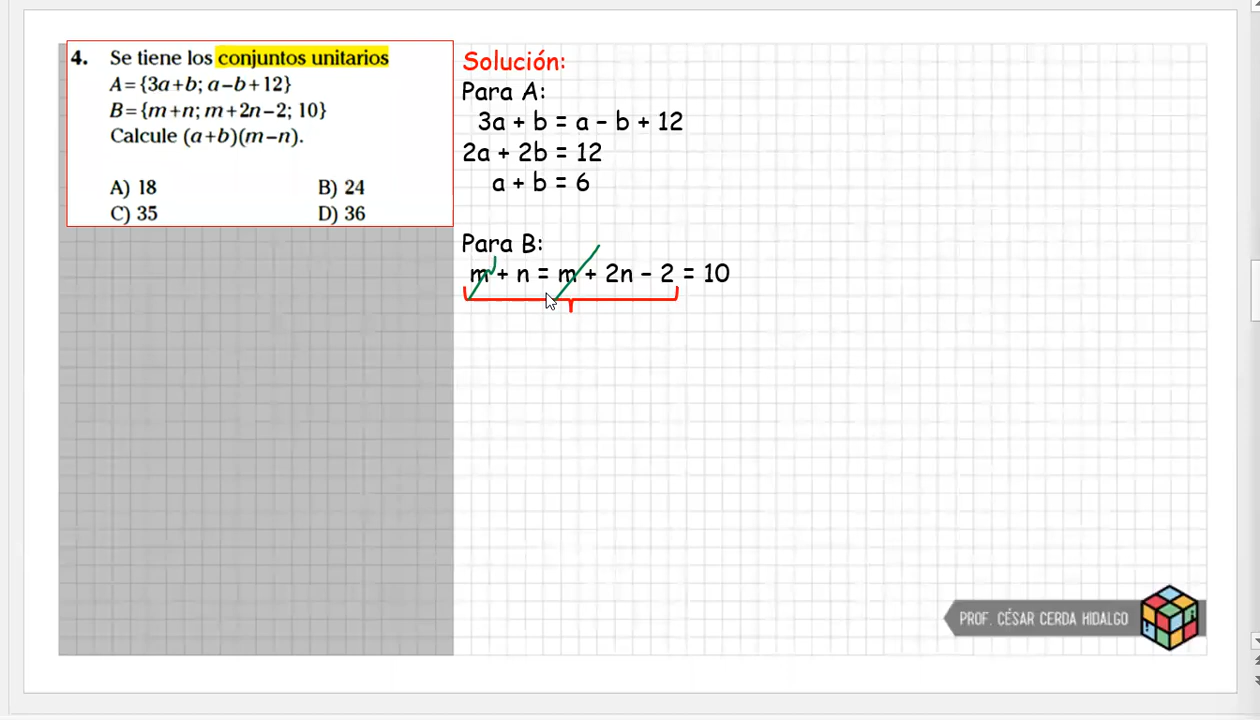 4. Se tiene los conjuntos unitarios
A={3a+b; a−b+12}
B={m+n; m+2n−2; 10}
Calcule (a+b)(m−n).
A) 18 B) 24
C) 35 D) 36
Solución:
Para A:
3a + b = a − b + 12
2a + 2b = 12
a + b = 6
Para B:
m + n = m + 2n − 2 = 10
PROF. CÉSAR CERDA HIDALGO